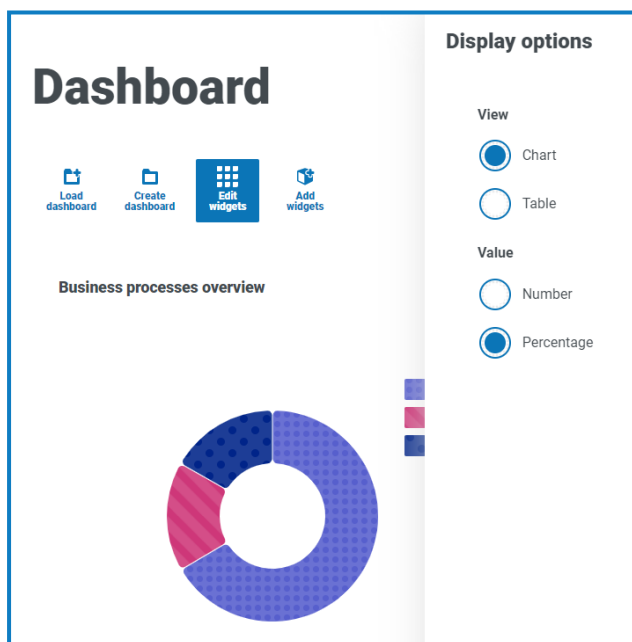 Dashboard
Load
dashboard
Create
dashboard
Edit
widgets
Add
widgets
Business processes overview
Display options
View
Chart
Table
Value
Number
Percentage